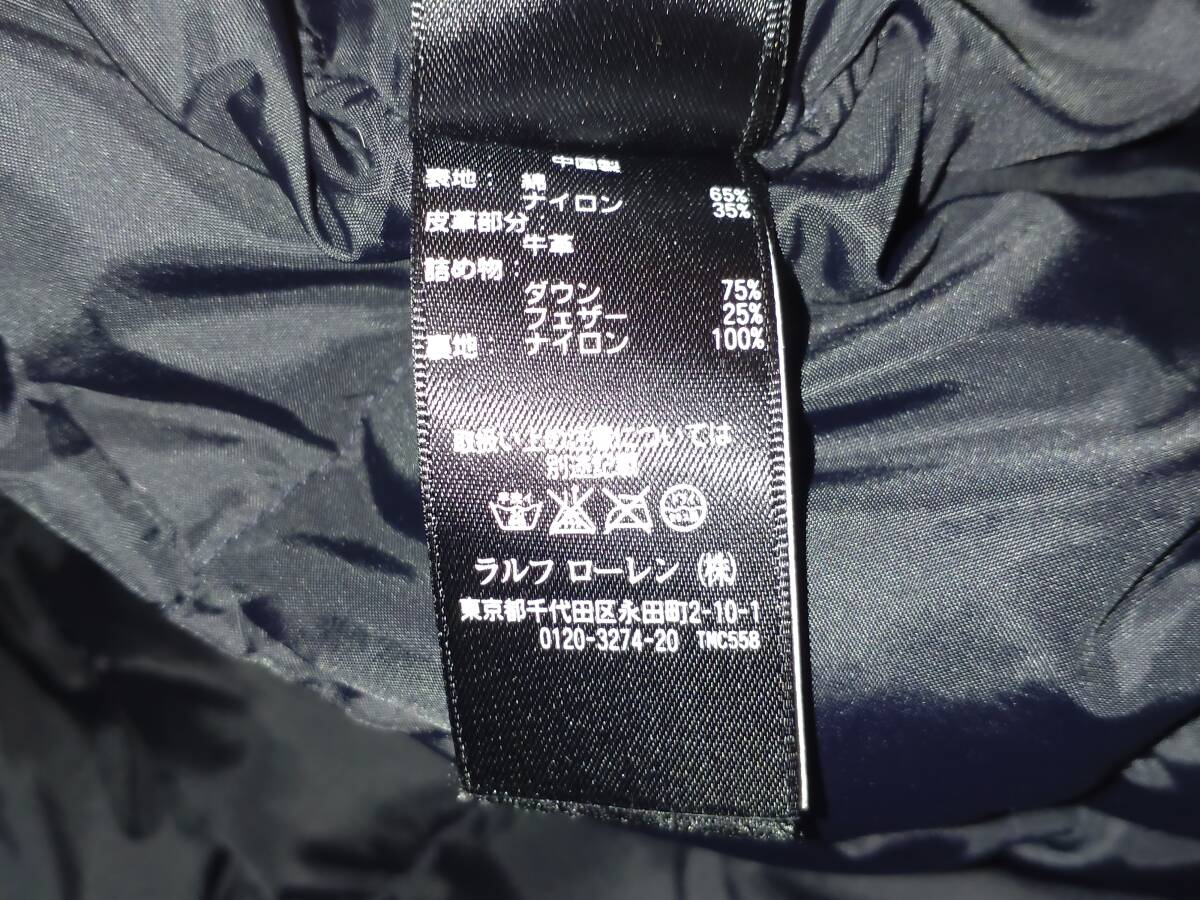 中国製
表地： 綿 65%
ナイロン 35%
皮革部分
牛革
詰め物：
ダウン 75%
フェザー 25%
裏地： ナイロン 100%
取扱い上の注意については
別途記載
ラルフ ローレン (株)
東京都千代田区永田町2-10-1
0120-3274-20 TMC558